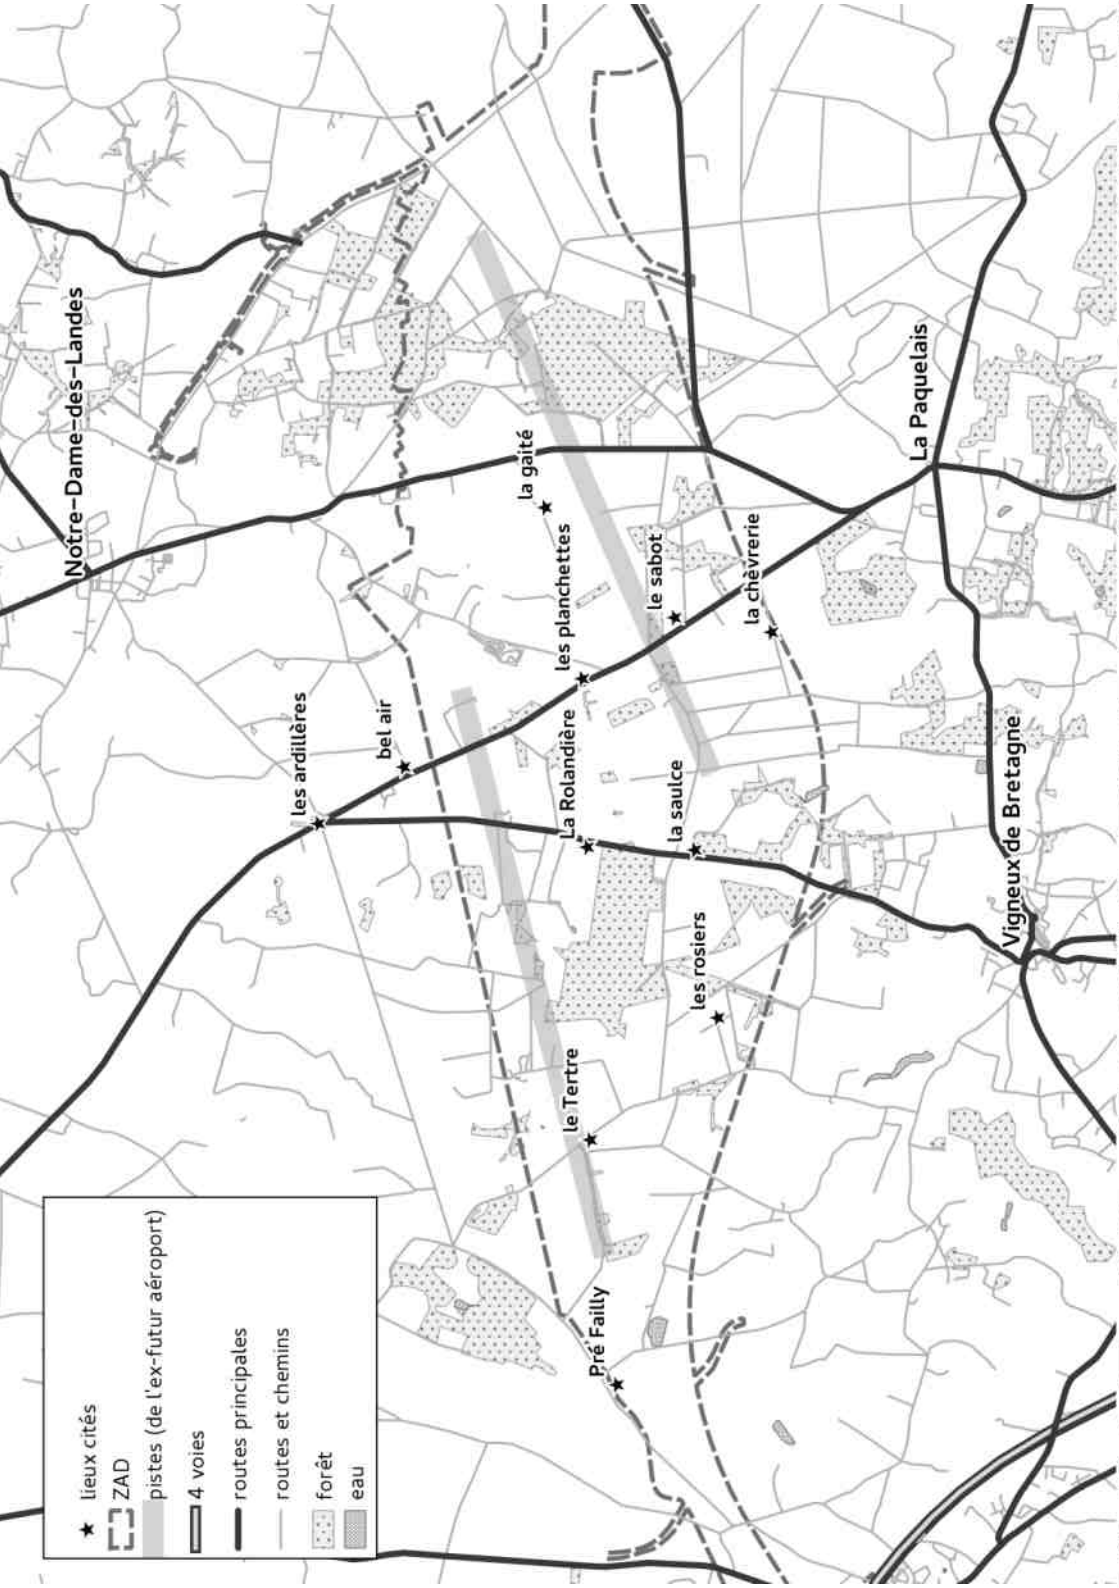 lieux cités
ZAD
pistes (de l'ex-futur aéroport)
4 voies
routes principales
routes et chemins
forêt
eau
Notre-Dame-des-Landes
les ardillères
bel air
la gaité
les planchettes
le sabot
la chèvrerie
La Paquelais
La Rolandière
la saulce
les rosiers
Vigneux de Bretagne
le Tertre
Pré Failly